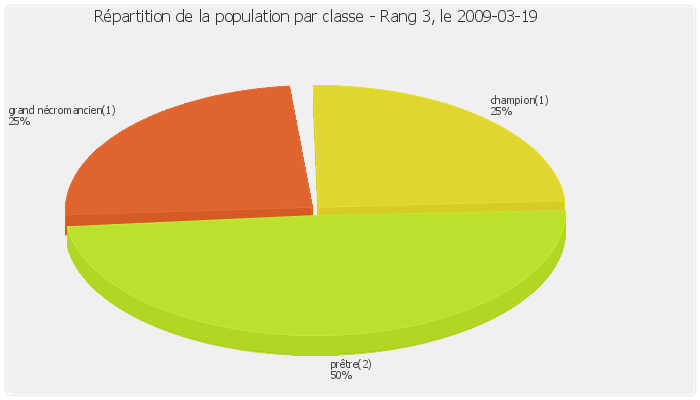 Répartition de la population par classe - Rang 3, le 2009-03-19
grand nécromancien(1)
25%
champion(1)
25%
prêtre(2)
50%